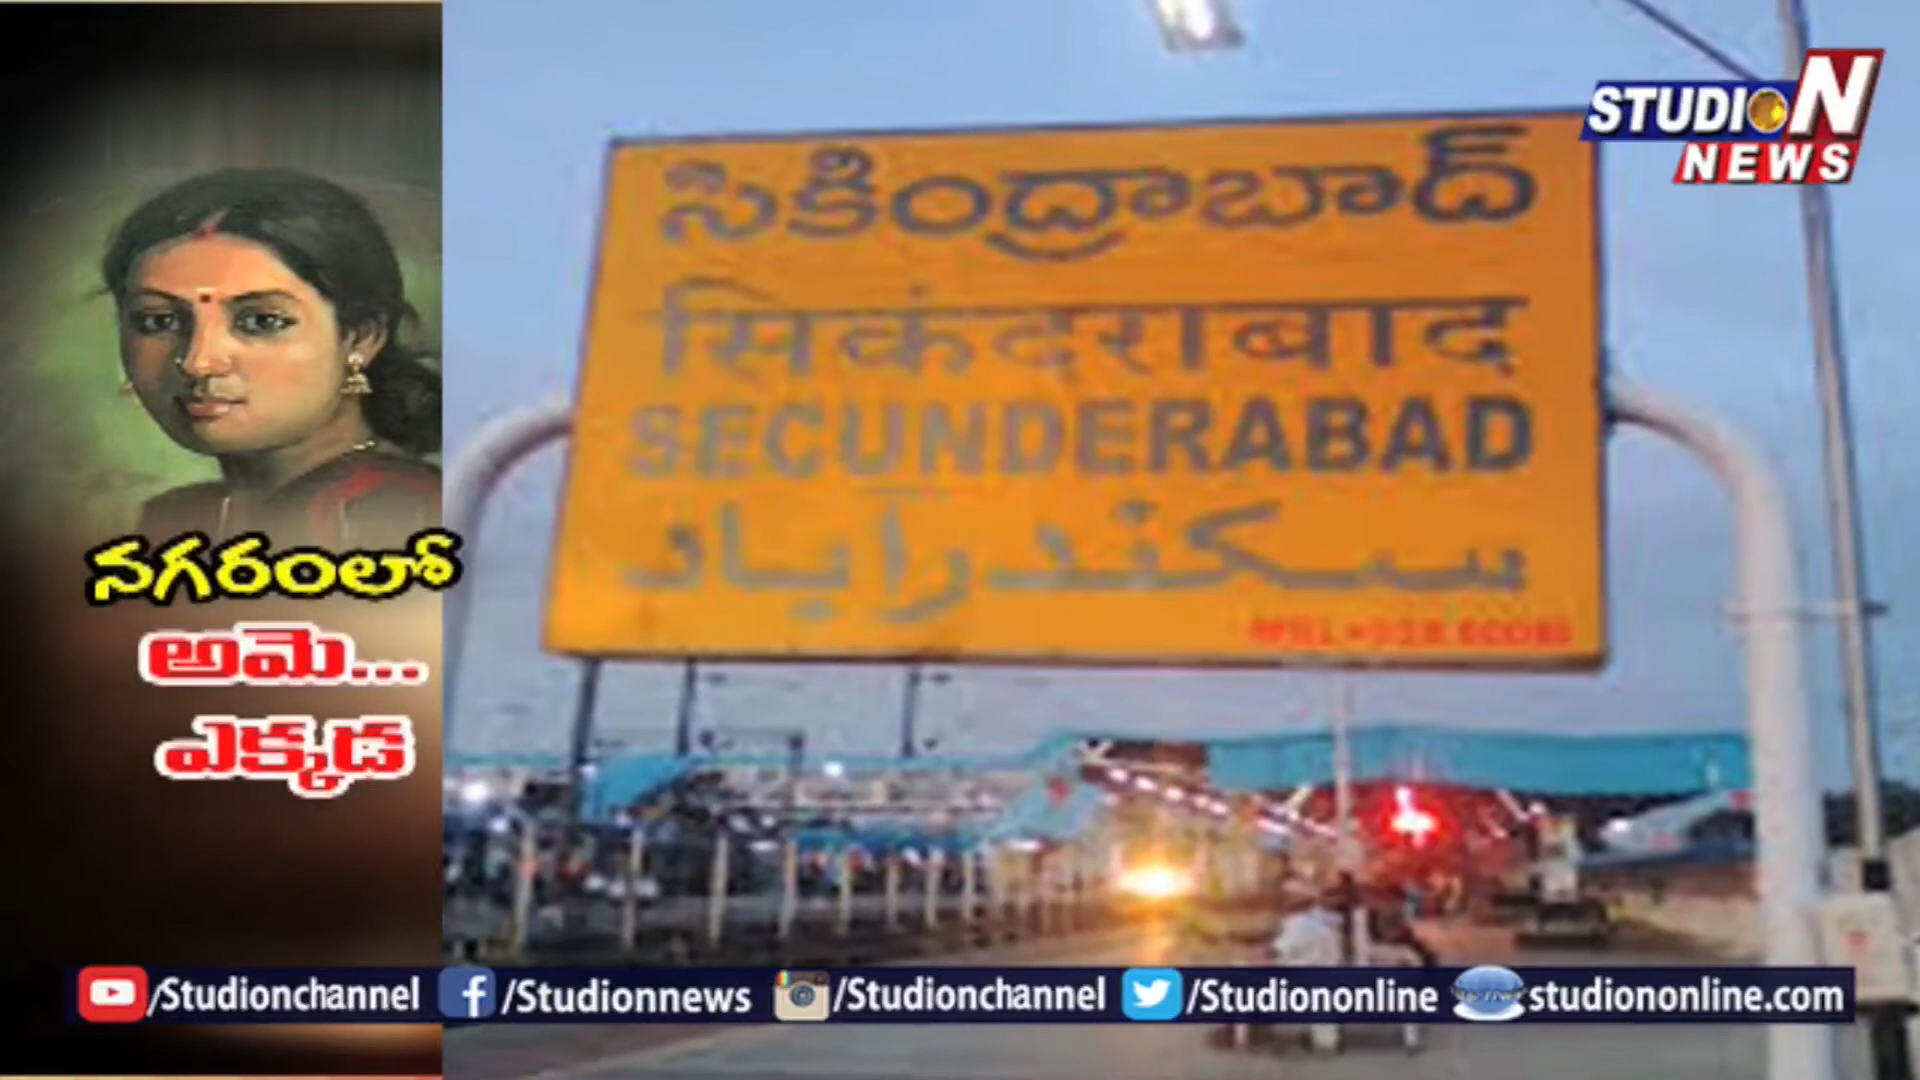 STUDIO N
NEWS
సికింద్రాబాద్
सिकंदराबाद
SECUNDERABAD
سکندرآباد
నగరంలో
అమె...
ఎక్కడ
/Studionchannel /Studionnews /Studionchannel /Studiononline studiononline.com